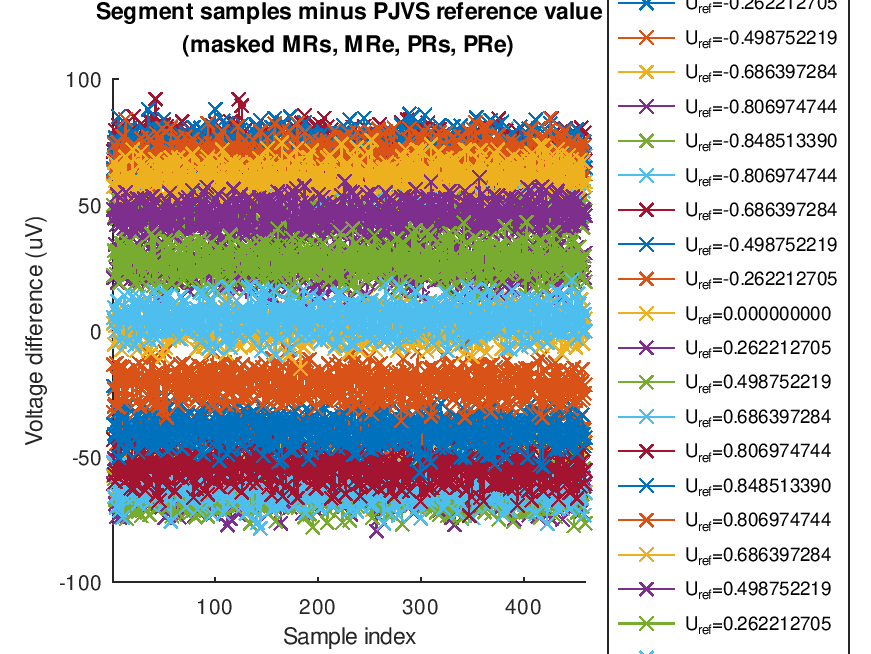 Segment samples minus PJVS reference value
(masked MRs, MRe, PRs, PRe)
100
50
0
-50
-100
100
200
300
400
Voltage difference (uV)
Sample index
Uref=-0.262212705
Uref=-0.498752219
Uref=-0.686397284
Uref=-0.806974744
Uref=-0.848513390
Uref=-0.806974744
Uref=-0.686397284
Uref=-0.498752219
Uref=-0.262212705
Uref=0.000000000
Uref=0.262212705
Uref=0.498752219
Uref=0.686397284
Uref=0.806974744
Uref=0.848513390
Uref=0.806974744
Uref=0.686397284
Uref=0.498752219
Uref=0.262212705